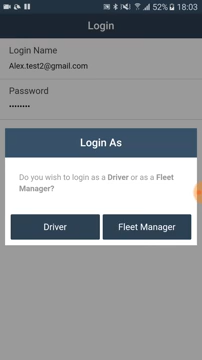 52% 18:03
Login
Login Name
Alex.test2@gmail.com
Password
••••••••
Login As
Do you wish to login as a Driver or as a Fleet
Manager?
Driver
Fleet Manager